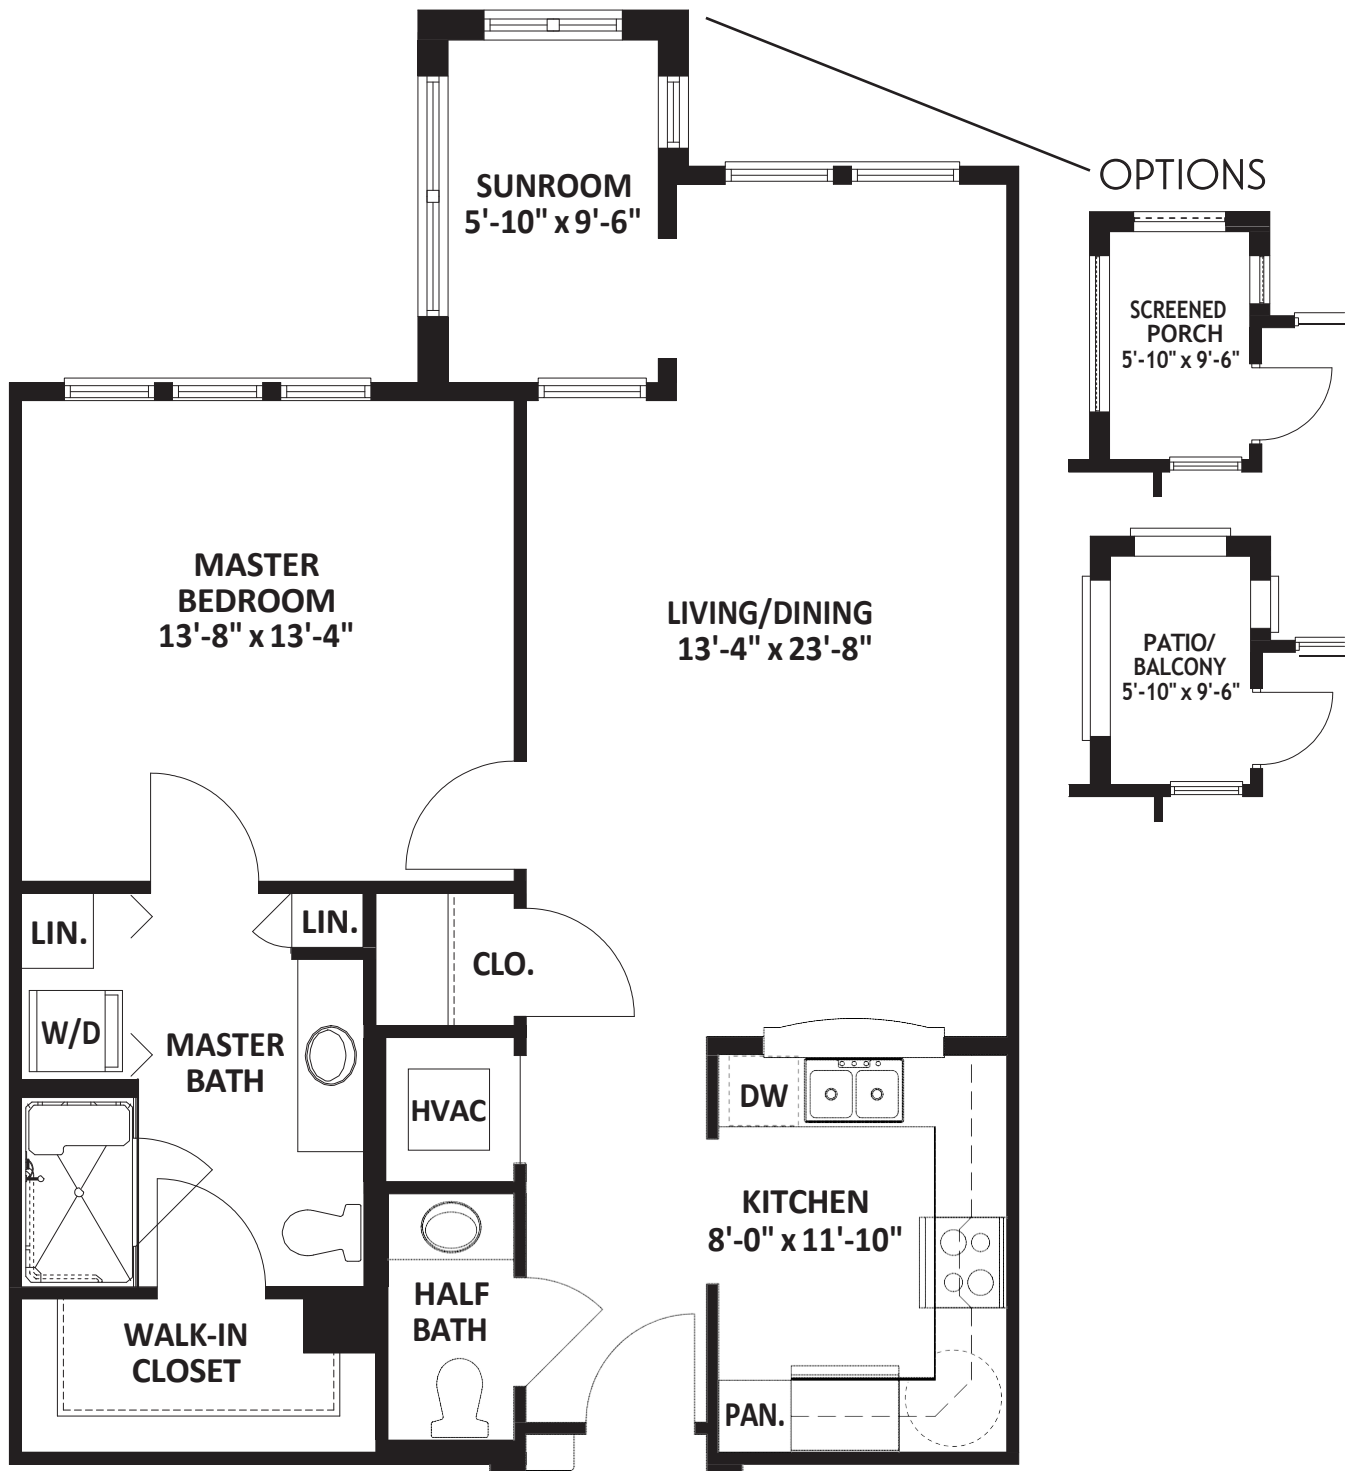 SUNROOM
5'-10" x 9'-6"
OPTIONS
SCREENED
PORCH
5'-10" x 9'-6"
MASTER
BEDROOM
13'-8" x 13'-4"
LIVING/DINING
13'-4" x 23'-8"
PATIO/
BALCONY
5'-10" x 9'-6"
LIN.
LIN.
CLO.
W/D
MASTER
BATH
HVAC
DW
KITCHEN
8'-0" x 11'-10"
HALF
BATH
WALK-IN
CLOSET
PAN.